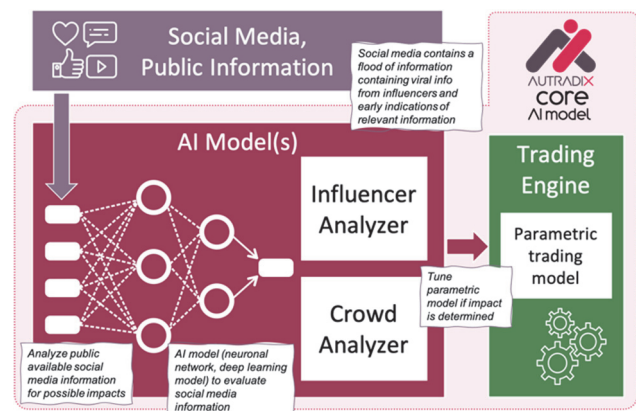 Social Media,
Public Information
Social media contains a
flood of information
containing viral info
from influencers and
early indications of
relevant information
AUTRADIX
core
AI model
AI Model(s)
Influencer
Analyzer
Crowd
Analyzer
Trading
Engine
Parametric
trading
model
Tune
parametric
model if impact
is determined
Analyze public
available social
media information
for possible impacts
AI model (neuronal
network, deep learning
model) to evaluate
social media
information